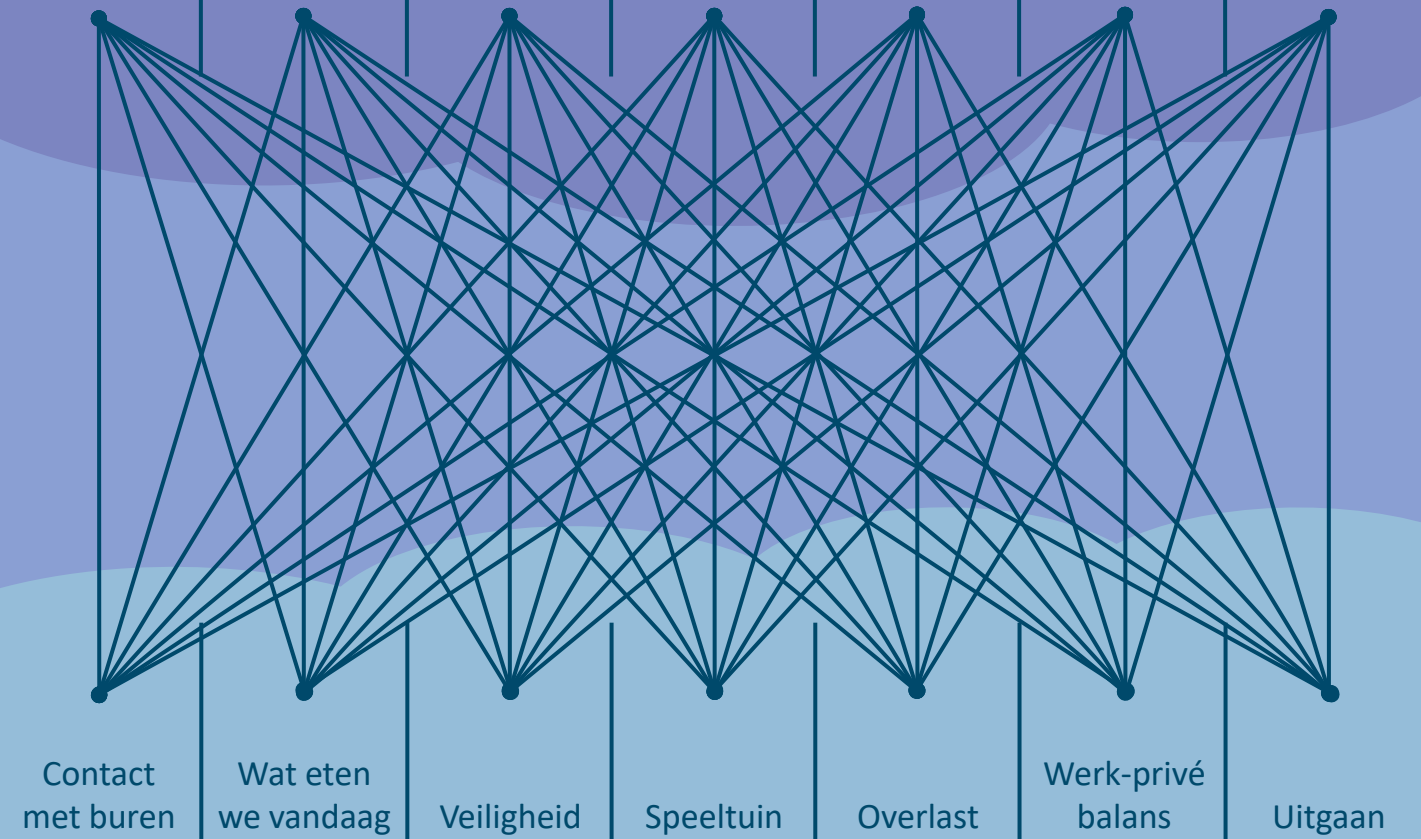 Contact
met buren
Wat eten
we vandaag
Veiligheid
Speeltuin
Overlast
Werk-privé
balans
Uitgaan